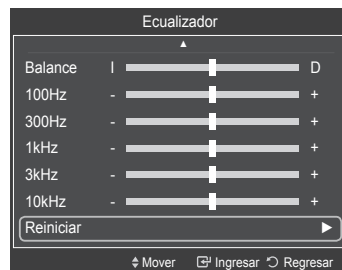 Ecualizador
▲
Balance I D
100Hz - +
300Hz - +
1kHz - +
3kHz - +
10kHz - +
Reiniciar ►
Mover Ingresar Regresar